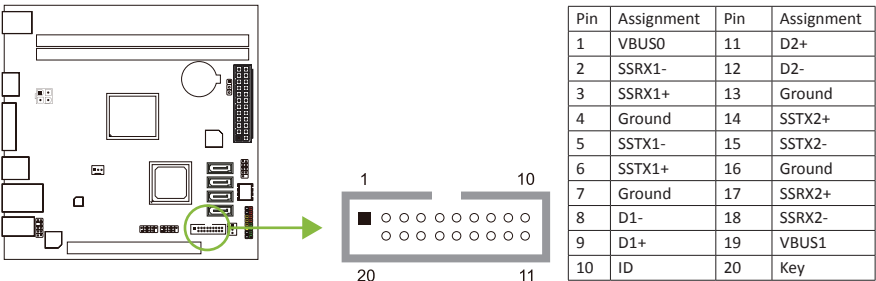 1 10
20 11
Pin Assignment Pin Assignment
1 VBUS0 11 D2+
2 SSRX1- 12 D2-
3 SSRX1+ 13 Ground
4 Ground 14 SSTX2+
5 SSTX1- 15 SSTX2-
6 SSTX1+ 16 Ground
7 Ground 17 SSRX2+
8 D1- 18 SSRX2-
9 D1+ 19 VBUS1
10 ID 20 Key